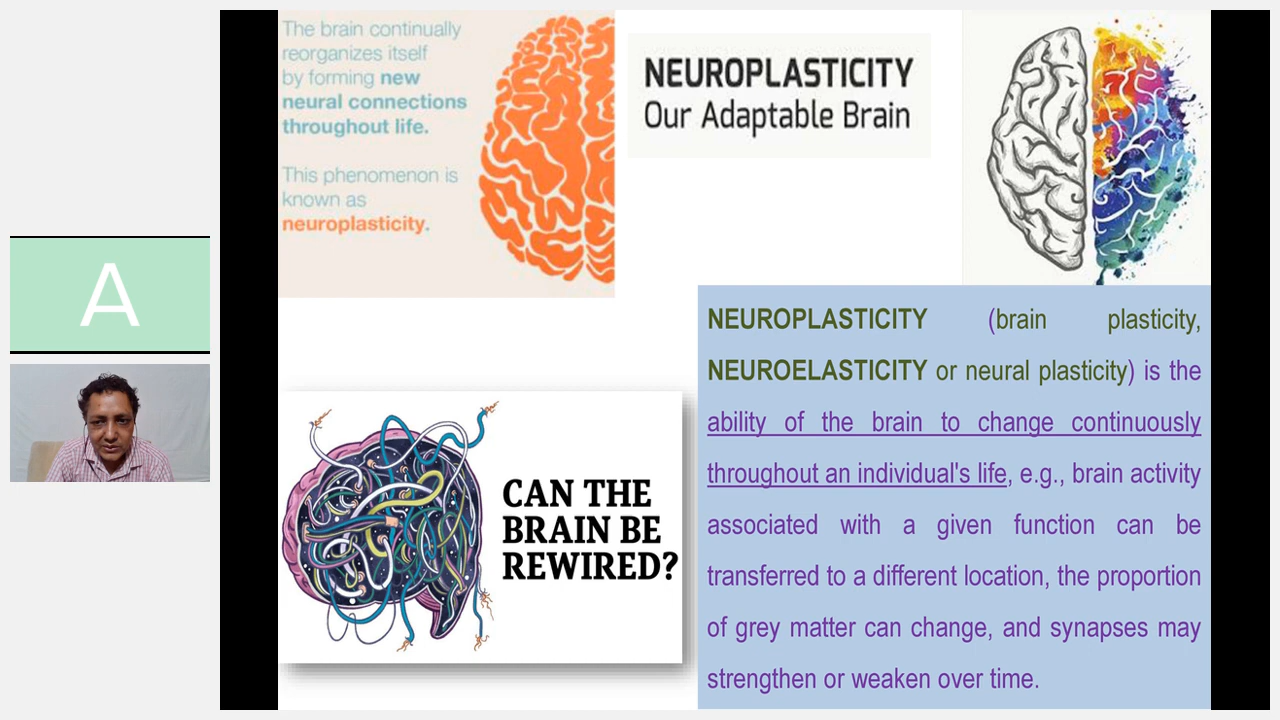 The brain continually
reorganizes itself
by forming new
neural connections
throughout life.
This phenomenon is
known as
neuroplasticity.
NEUROPLASTICITY
Our Adaptable Brain
A
CAN THE
BRAIN BE
REWIRED?
NEUROPLASTICITY (brain plasticity,
NEUROELASTICITY or neural plasticity) is the
ability of the brain to change continuously
throughout an individual's life, e.g., brain activity
associated with a given function can be
transferred to a different location, the proportion
of grey matter can change, and synapses may
strengthen or weaken over time.